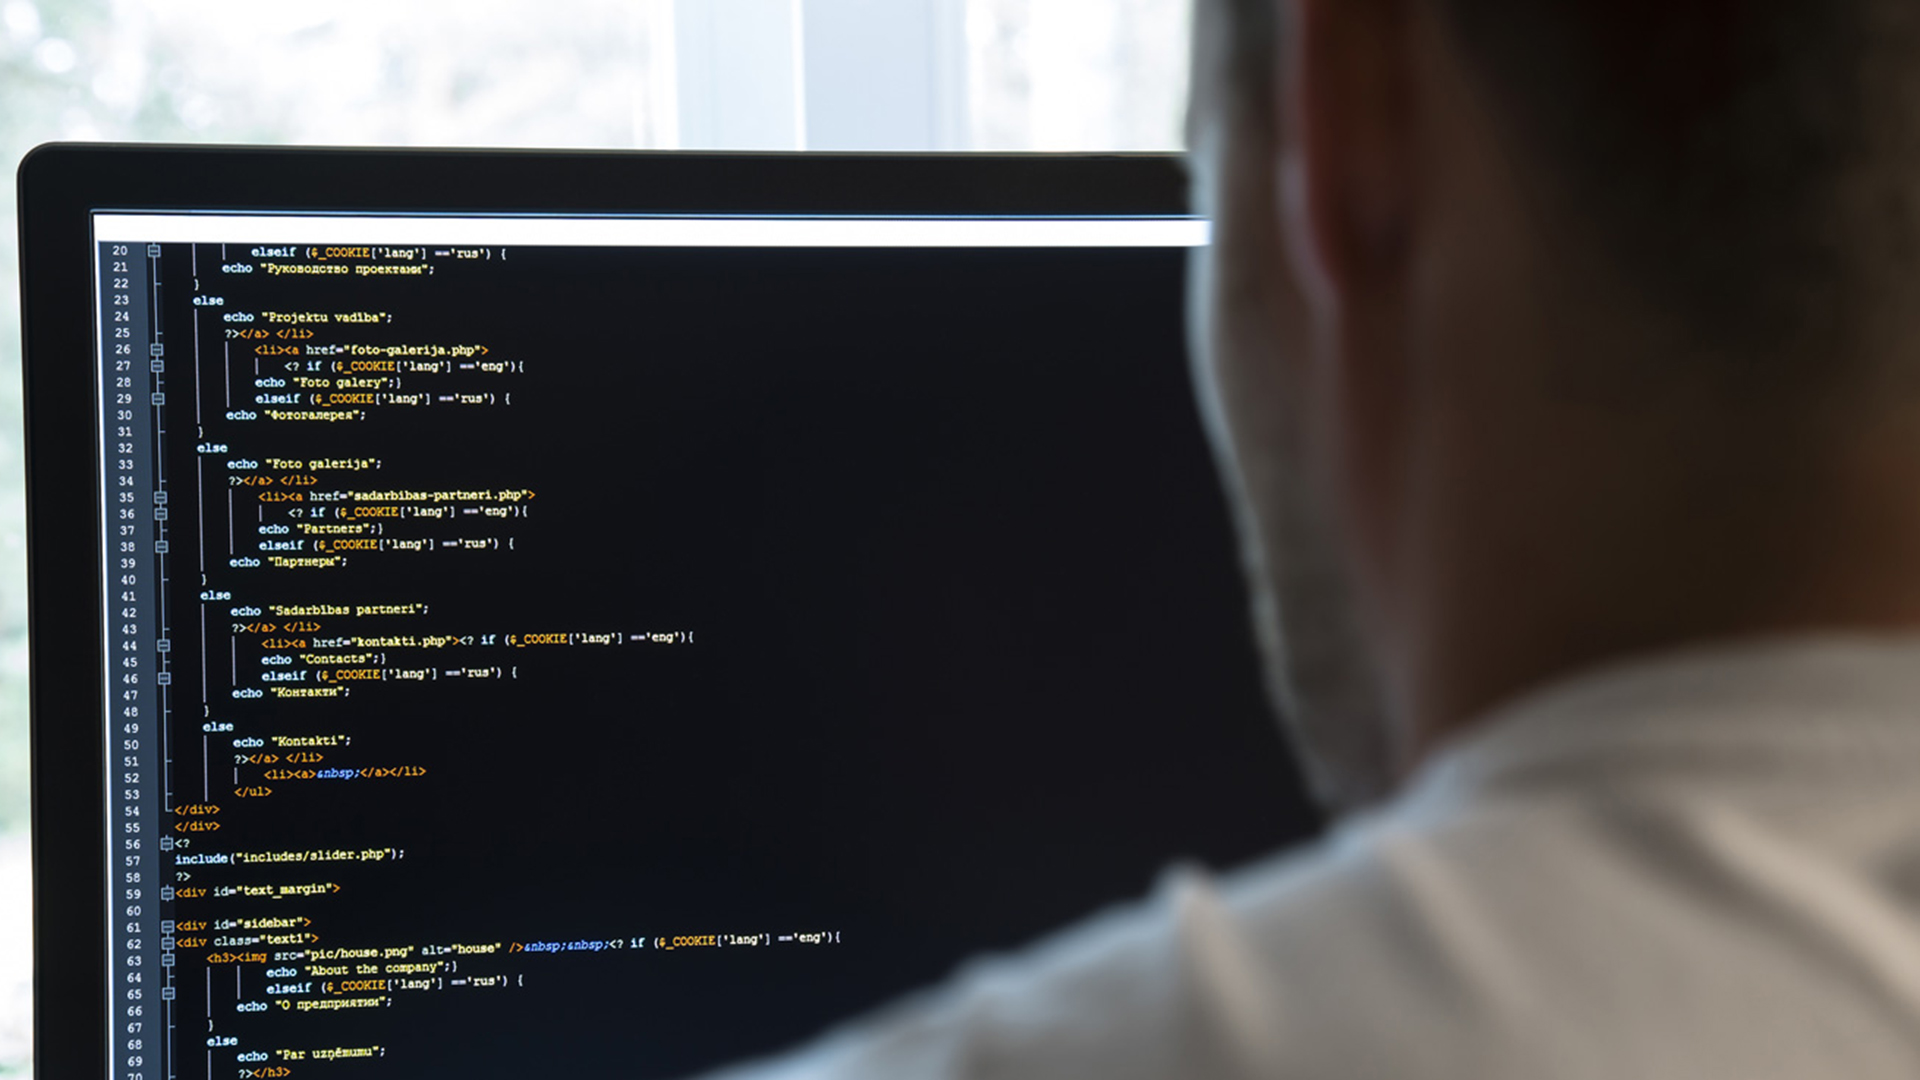 20 elseif ($_COOKIE['lang'] =='rus') {
21 echo "Руководство проектами";
22 }
23 else
24 echo "Projektu vadība";
25 ?></a> </li>
26 <li><a href="foto-galerija.php">
27 <? if ($_COOKIE['lang'] =='eng'){
28 echo "Foto galery";}
29 elseif ($_COOKIE['lang'] =='rus') {
30 echo "Фотогалерея";
31 }
32 else
33 echo "Foto galerija";
34 ?></a> </li>
35 <li><a href="sadarbibas-partneri.php">
36 <? if ($_COOKIE['lang'] =='eng'){
37 echo "Partners";}
38 elseif ($_COOKIE['lang'] =='rus') {
39 echo "Партнеры";
40 }
41 else
42 echo "Sadarbības partneri";
43 ?></a> </li>
44 <li><a href="kontakti.php"><? if ($_COOKIE['lang'] =='eng'){
45 echo "Contacts";}
46 elseif ($_COOKIE['lang'] =='rus') {
47 echo "Контакти";
48 }
49 else
50 echo "Kontakti";
51 ?></a> </li>
52 <li><a>&nbsp;</a></li>
53 </ul>
54 </div>
55 </div>
56 <?
57 include("includes/slider.php");
58 ?>
59 <div id="text_margin">
60
61 <div id="sidebar">
62 <div class="text1">
63 <h3><img src="pic/house.png" alt="house" />&nbsp;&nbsp;<? if ($_COOKIE['lang'] =='eng'){
64 echo "About the company";}
65 elseif ($_COOKIE['lang'] =='rus') {
66 echo "О предприятии";
67 }
68 else
69 echo "Par uzņēmumu";
70 ?></h3>